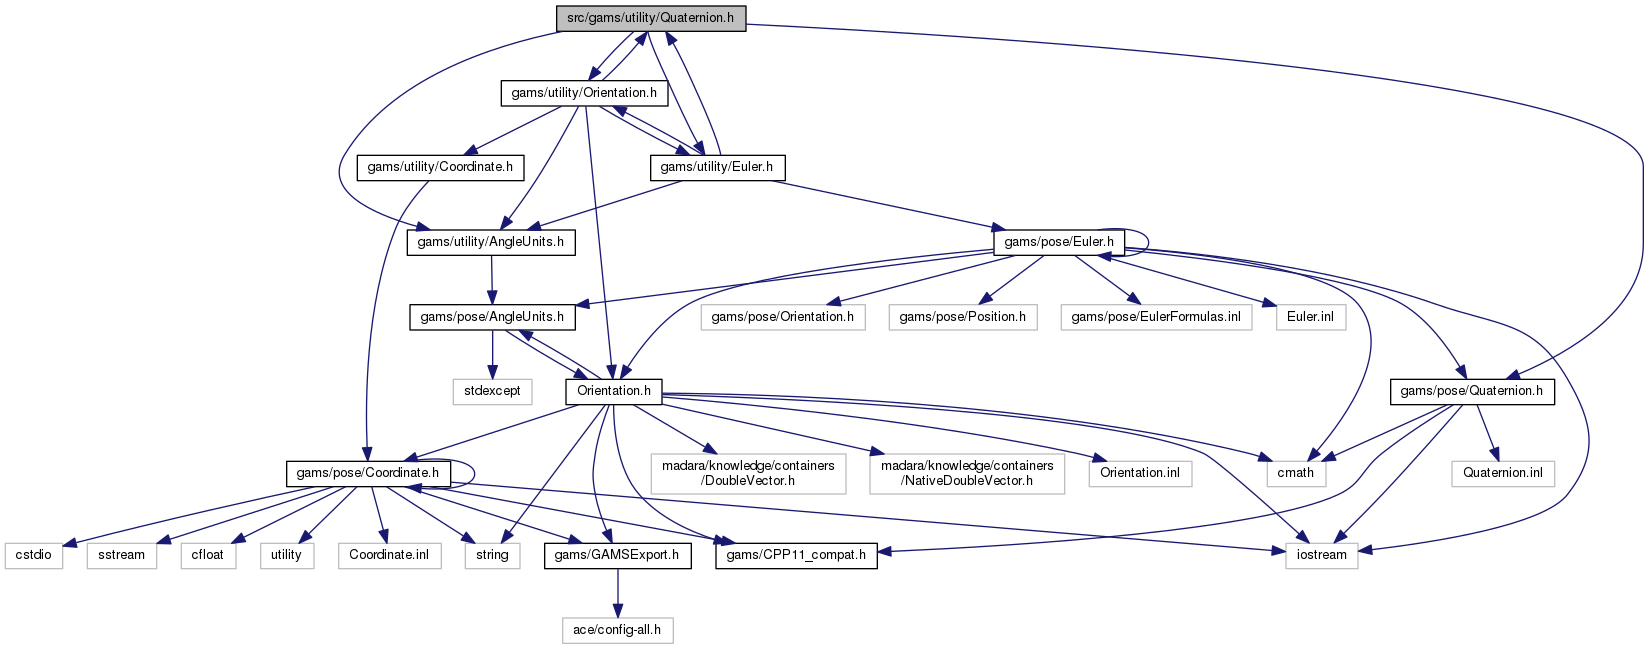 src/gams/utility/Quaternion.h
gams/utility/Orientation.h
gams/utility/Coordinate.h
gams/utility/Euler.h
gams/utility/AngleUnits.h
gams/pose/Euler.h
gams/pose/AngleUnits.h
gams/pose/Orientation.h
gams/pose/Position.h
gams/pose/EulerFormulas.inl
Euler.inl
stdexcept
Orientation.h
gams/pose/Quaternion.h
gams/pose/Coordinate.h
madara/knowledge/containers
/DoubleVector.h
madara/knowledge/containers
/NativeDoubleVector.h
Orientation.inl
cmath
Quaternion.inl
cstdio
sstream
cfloat
utility
Coordinate.inl
string
gams/GAMSExport.h
gams/CPP11_compat.h
iostream
ace/config-all.h